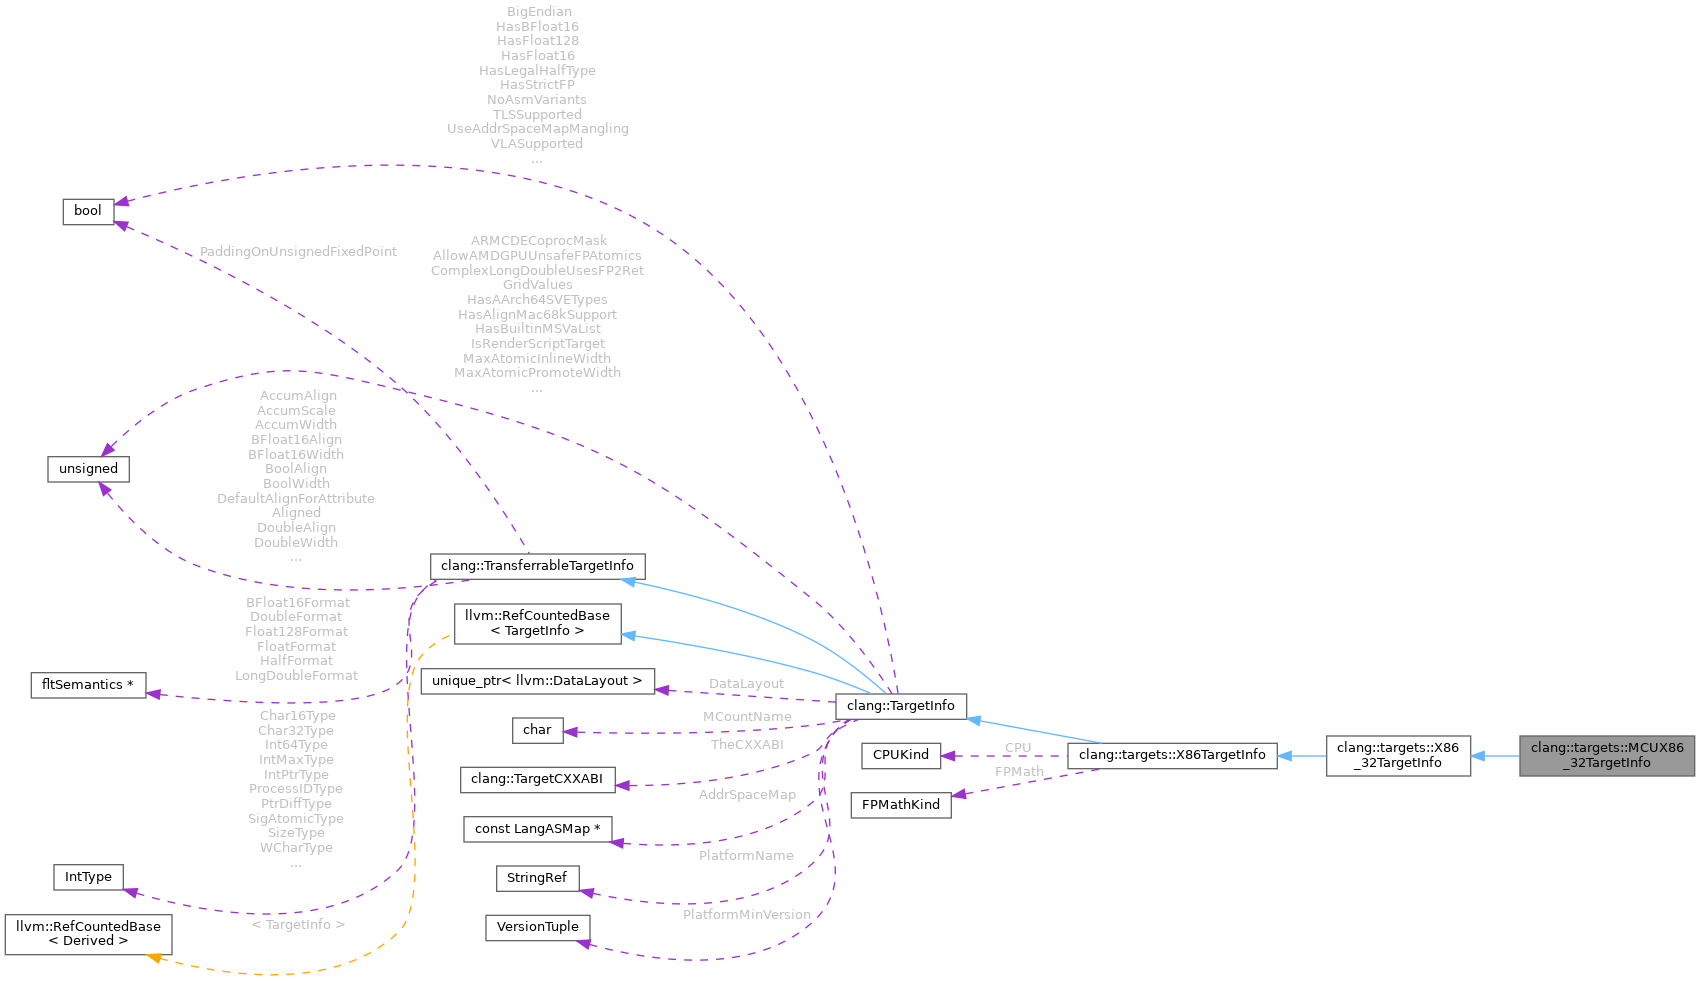 BigEndian
HasBFloat16
HasFloat128
HasFloat16
HasLegalHalfType
HasStrictFP
NoAsmVariants
TLSSupported
UseAddrSpaceMapMangling
VLASupported
...
bool
PaddingOnUnsignedFixedPoint
ARMCDECoprocMask
AllowAMDGPUUnsafeFPAtomics
ComplexLongDoubleUsesFP2Ret
GridValues
HasAArch64SVETypes
HasAlignMac68kSupport
HasBuiltinMSVaList
IsRenderScriptTarget
MaxAtomicInlineWidth
MaxAtomicPromoteWidth
...
AccumAlign
AccumScale
AccumWidth
BFloat16Align
BFloat16Width
BoolAlign
BoolWidth
DefaultAlignForAttribute
Aligned
DoubleAlign
DoubleWidth
...
unsigned
clang::TransferrableTargetInfo
BFloat16Format
DoubleFormat
Float128Format
FloatFormat
HalfFormat
LongDoubleFormat
llvm::RefCountedBase
< TargetInfo >
fltSemantics *
unique_ptr< llvm::DataLayout >
DataLayout
clang::TargetInfo
Char16Type
Char32Type
Int64Type
IntMaxType
IntPtrType
ProcessIDType
PtrDiffType
SigAtomicType
SizeType
WCharType
...
char
MCountName
TheCXXABI
CPUKind
CPU
clang::targets::X86TargetInfo
clang::targets::X86
_32TargetInfo
clang::targets::MCUX86
_32TargetInfo
clang::TargetCXXABI
FPMath
AddrSpaceMap
FPMathKind
const LangASMap *
PlatformName
IntType
StringRef
PlatformMinVersion
llvm::RefCountedBase
< Derived >
< TargetInfo >
VersionTuple